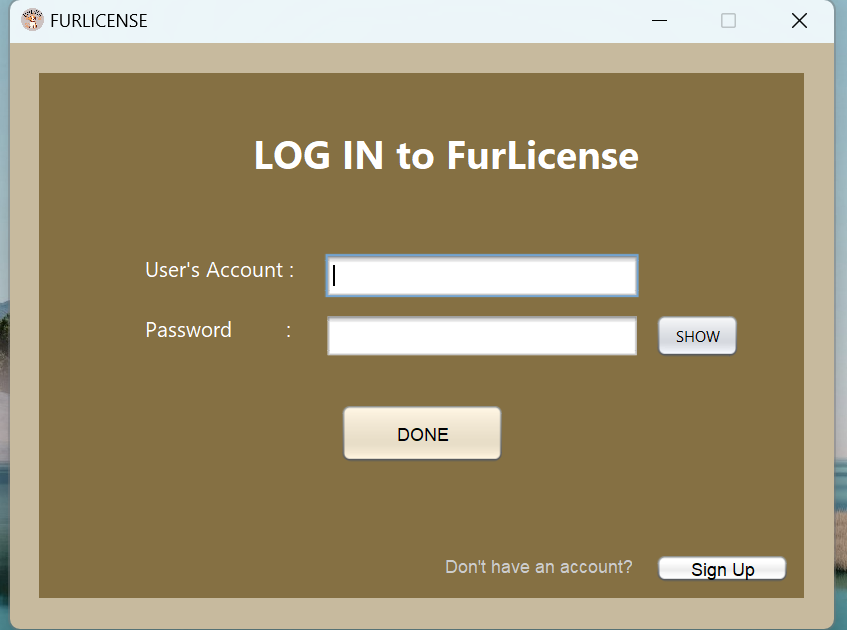 FURLICENSE
LOG IN to FurLicense
User's Account :
Password :
SHOW
DONE
Don't have an account?
Sign Up